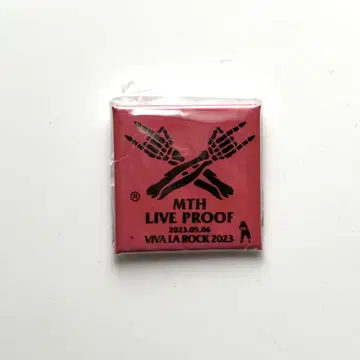 ®
MTH
LIVE PROOF
2023.05.06
VIVA LA ROCK 2023